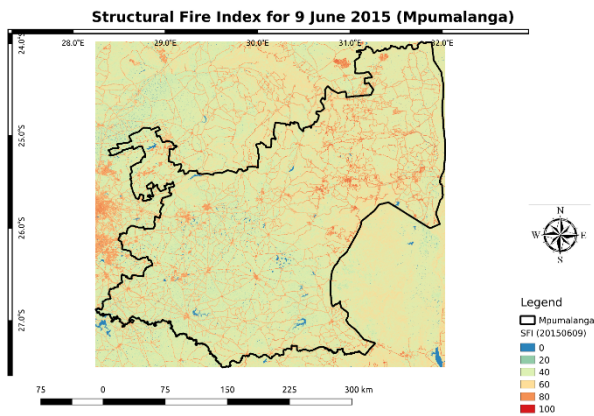 Structural Fire Index for 9 June 2015 (Mpumalanga)
28.0°E 29.0°E 30.0°E 31.0°E 32.0°E
24.0°S
25.0°S
26.0°S
27.0°S
N
W E
S
Legend
Mpumalanga
SFI (20150609)
0
20
40
60
80
100
75 0 75 150 225 300 km